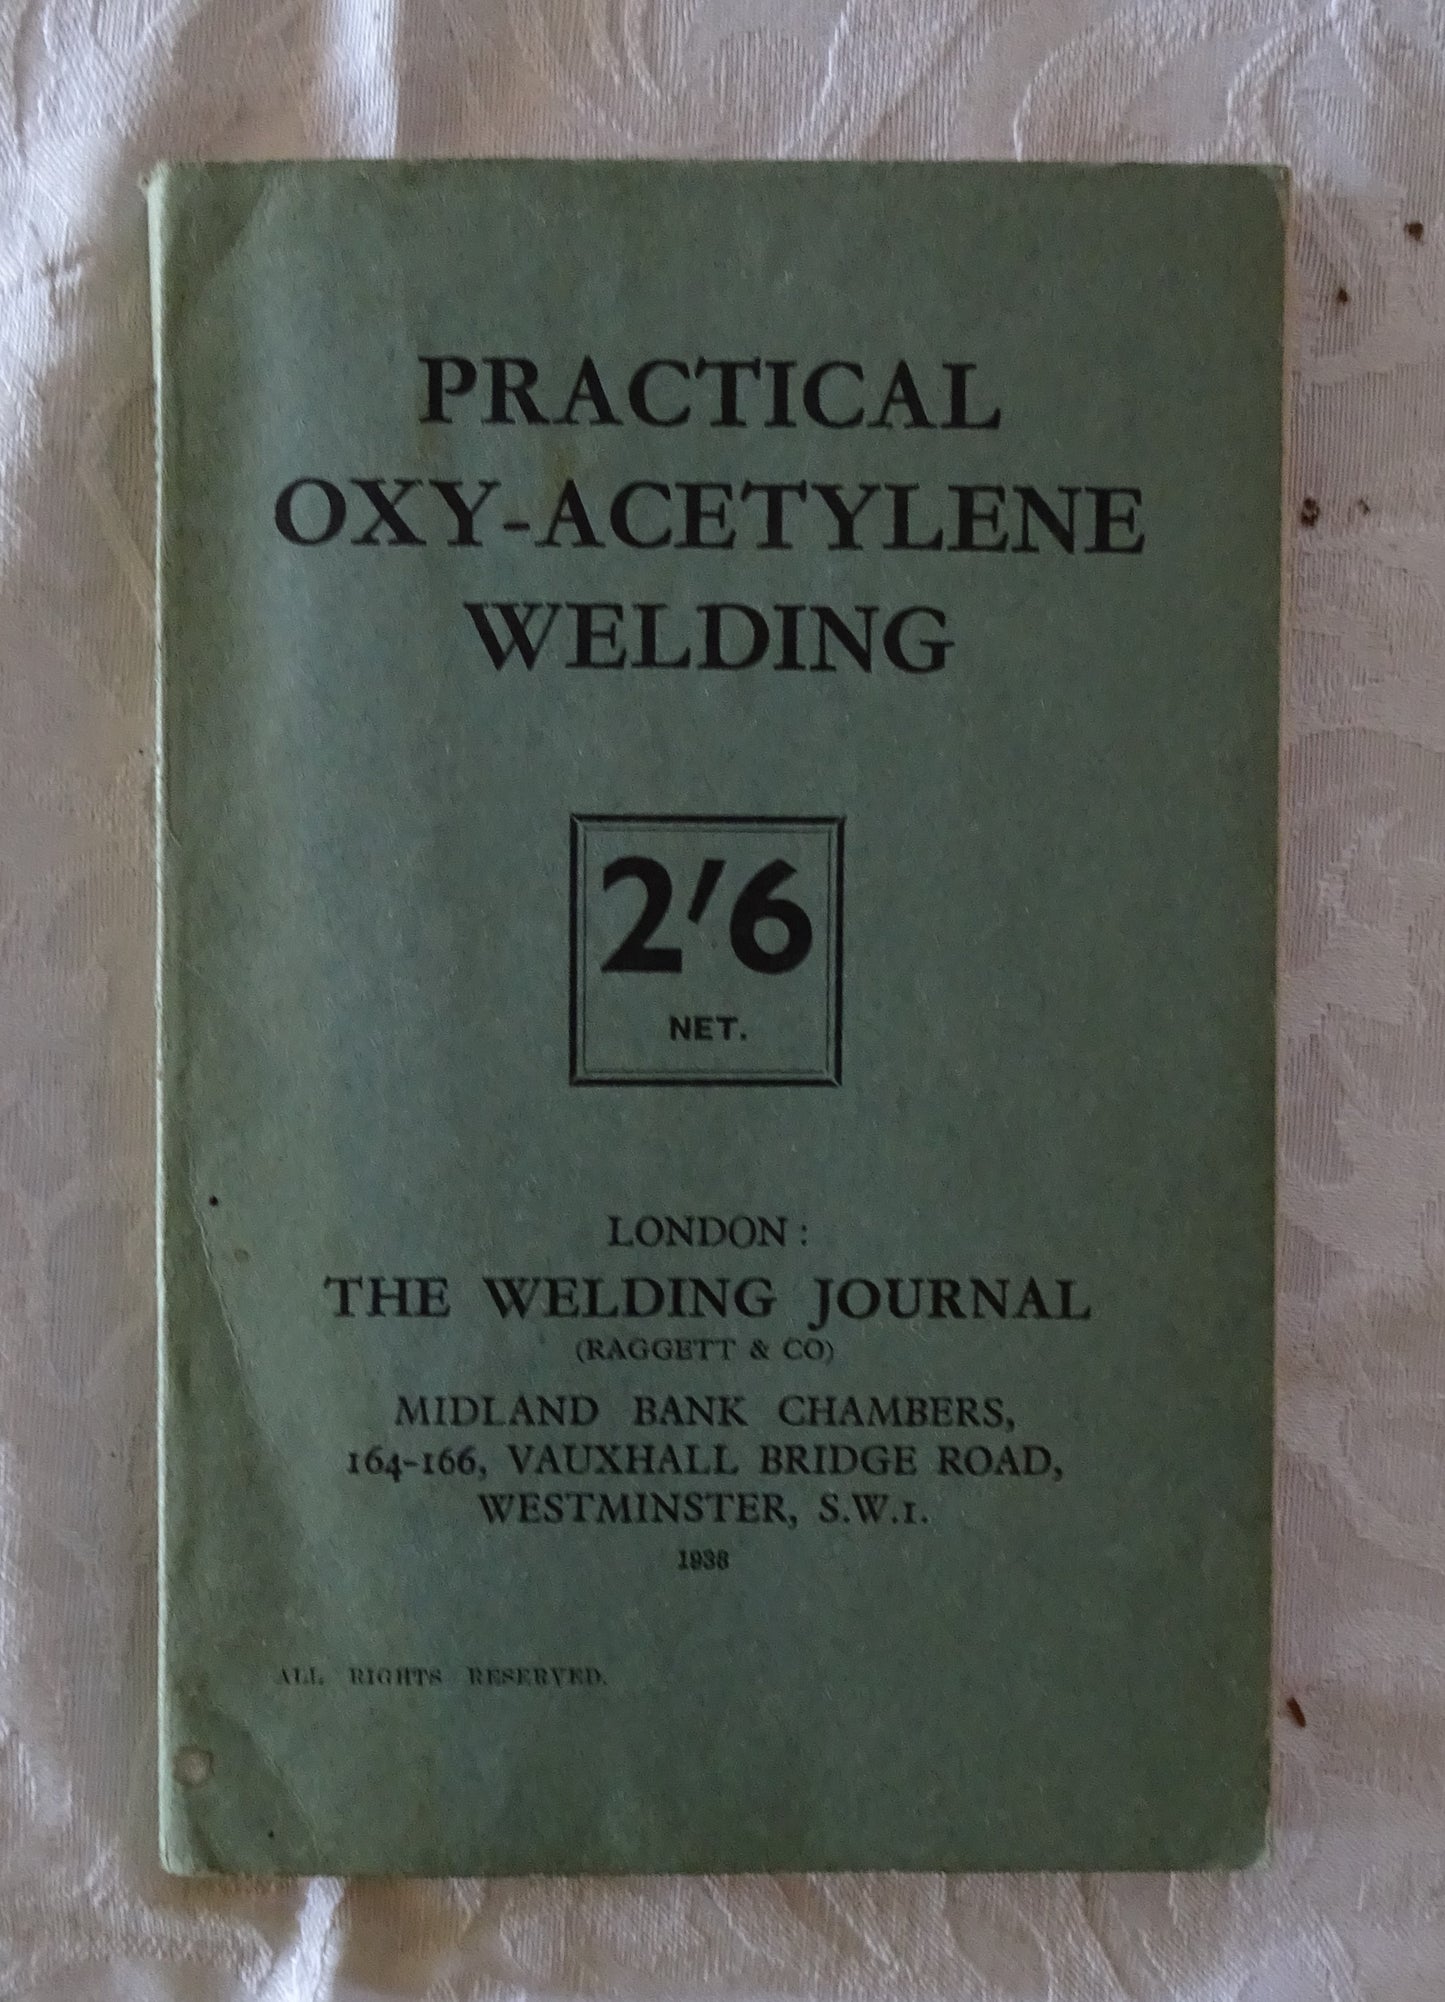 PRACTICAL
OXY-ACETYLENE
WELDING
2'6
NET.
LONDON:
THE WELDING JOURNAL
(RAGGETT & CO)
MIDLAND BANK CHAMBERS,
164-166, VAUXHALL BRIDGE ROAD,
WESTMINSTER, S.W.1.
1938
ALL RIGHTS RESERVED.